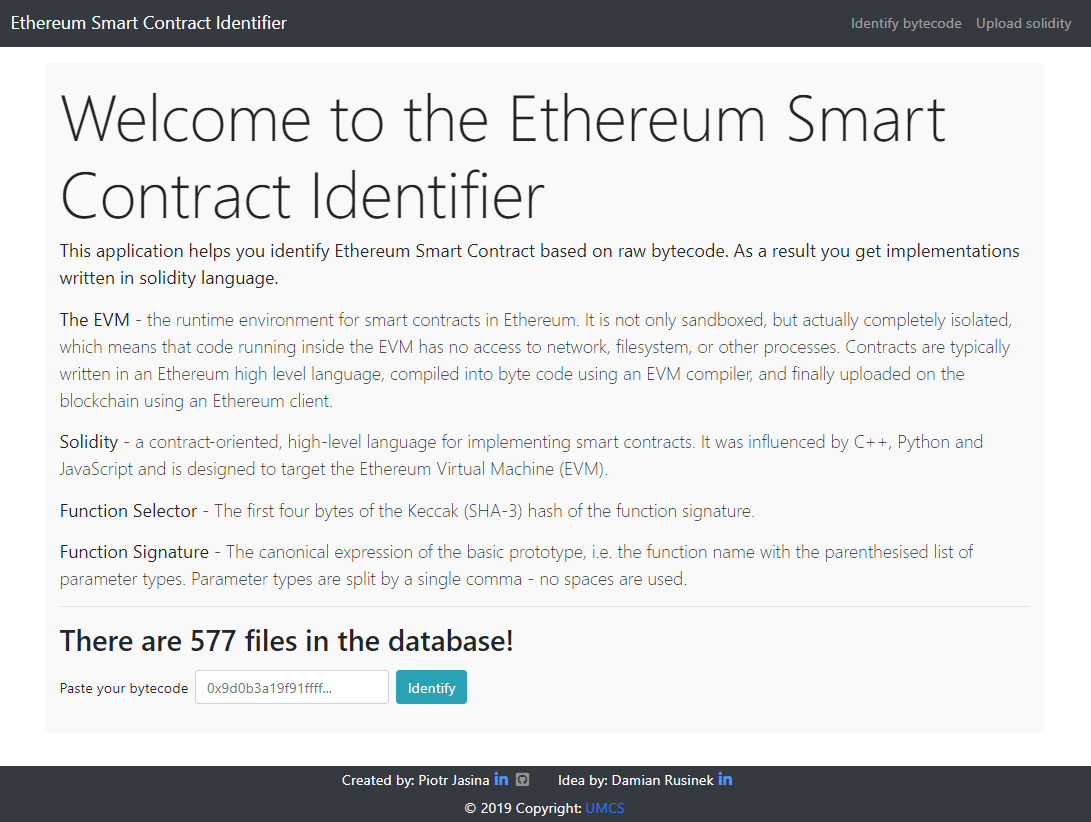 Ethereum Smart Contract Identifier
Identify bytecode
Upload solidity
Welcome to the Ethereum Smart
Contract Identifier
This application helps you identify Ethereum Smart Contract based on raw bytecode. As a result you get implementations
written in solidity language.
The EVM - the runtime environment for smart contracts in Ethereum. It is not only sandboxed, but actually completely isolated,
which means that code running inside the EVM has no access to network, filesystem, or other processes. Contracts are typically
written in an Ethereum high level language, compiled into byte code using an EVM compiler, and finally uploaded on the
blockchain using an Ethereum client.
Solidity - a contract-oriented, high-level language for implementing smart contracts. It was influenced by C++, Python and
JavaScript and is designed to target the Ethereum Virtual Machine (EVM).
Function Selector - The first four bytes of the Keccak (SHA-3) hash of the function signature.
Function Signature - The canonical expression of the basic prototype, i.e. the function name with the parenthesised list of
parameter types. Parameter types are split by a single comma - no spaces are used.
There are 577 files in the database!
Paste your bytecode
0x9d0b3a19f91ffff...
Identify
Created by: Piotr Jasina in
Idea by: Damian Rusinek in
© 2019 Copyright: UMCS